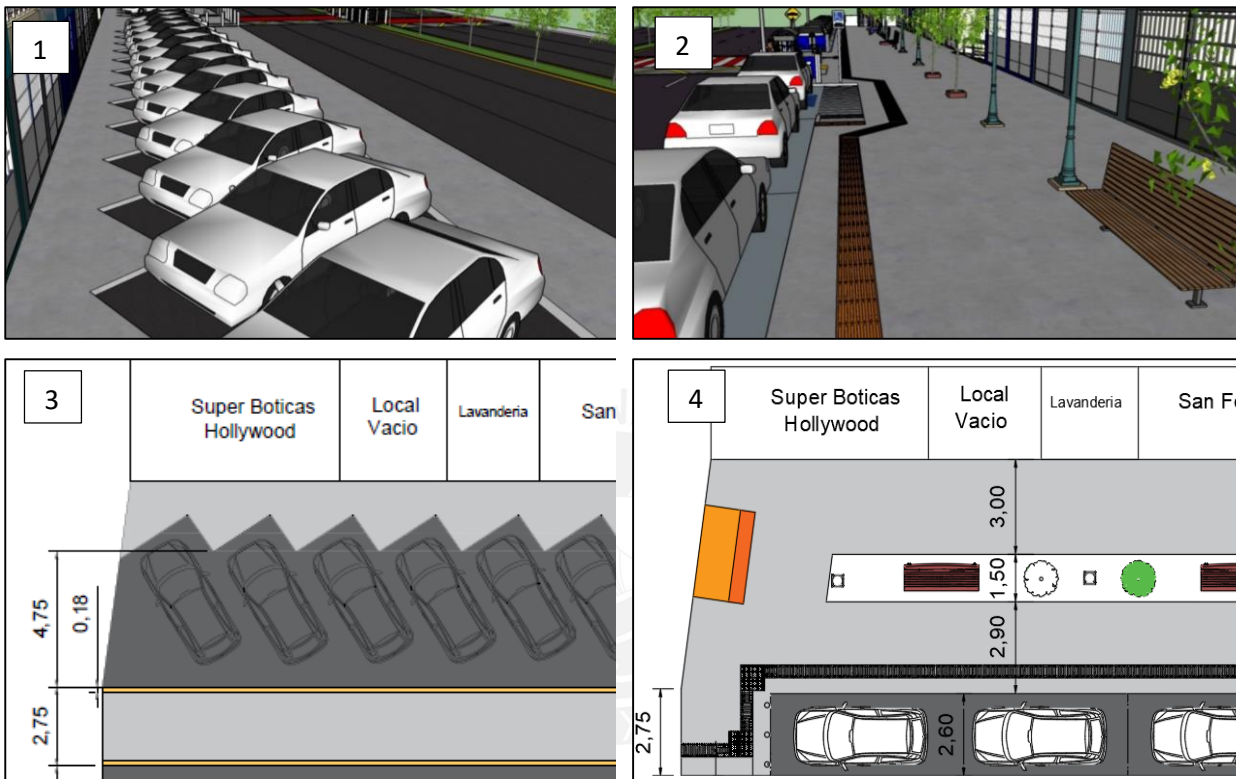 1
2
3
Super Boticas
Hollywood
Local
Vacio
Lavanderia
San
4,75
0,18
2,75
4
Super Boticas
Hollywood
Local
Vacio
Lavanderia
San Fe
3,00
1,50
2,90
2,75
2,60